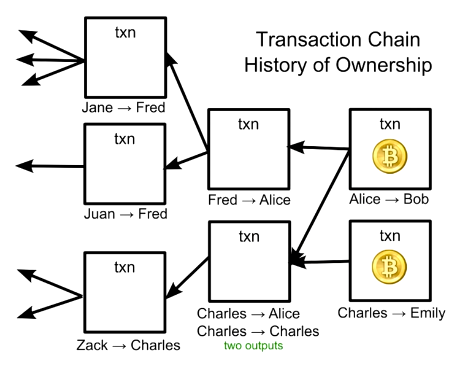 Transaction Chain
History of Ownership
txn
Jane → Fred
txn
Juan → Fred
txn
Fred → Alice
txn
Alice → Bob
txn
Zack → Charles
txn
Charles → Alice
Charles → Charles
two outputs
txn
Charles → Emily